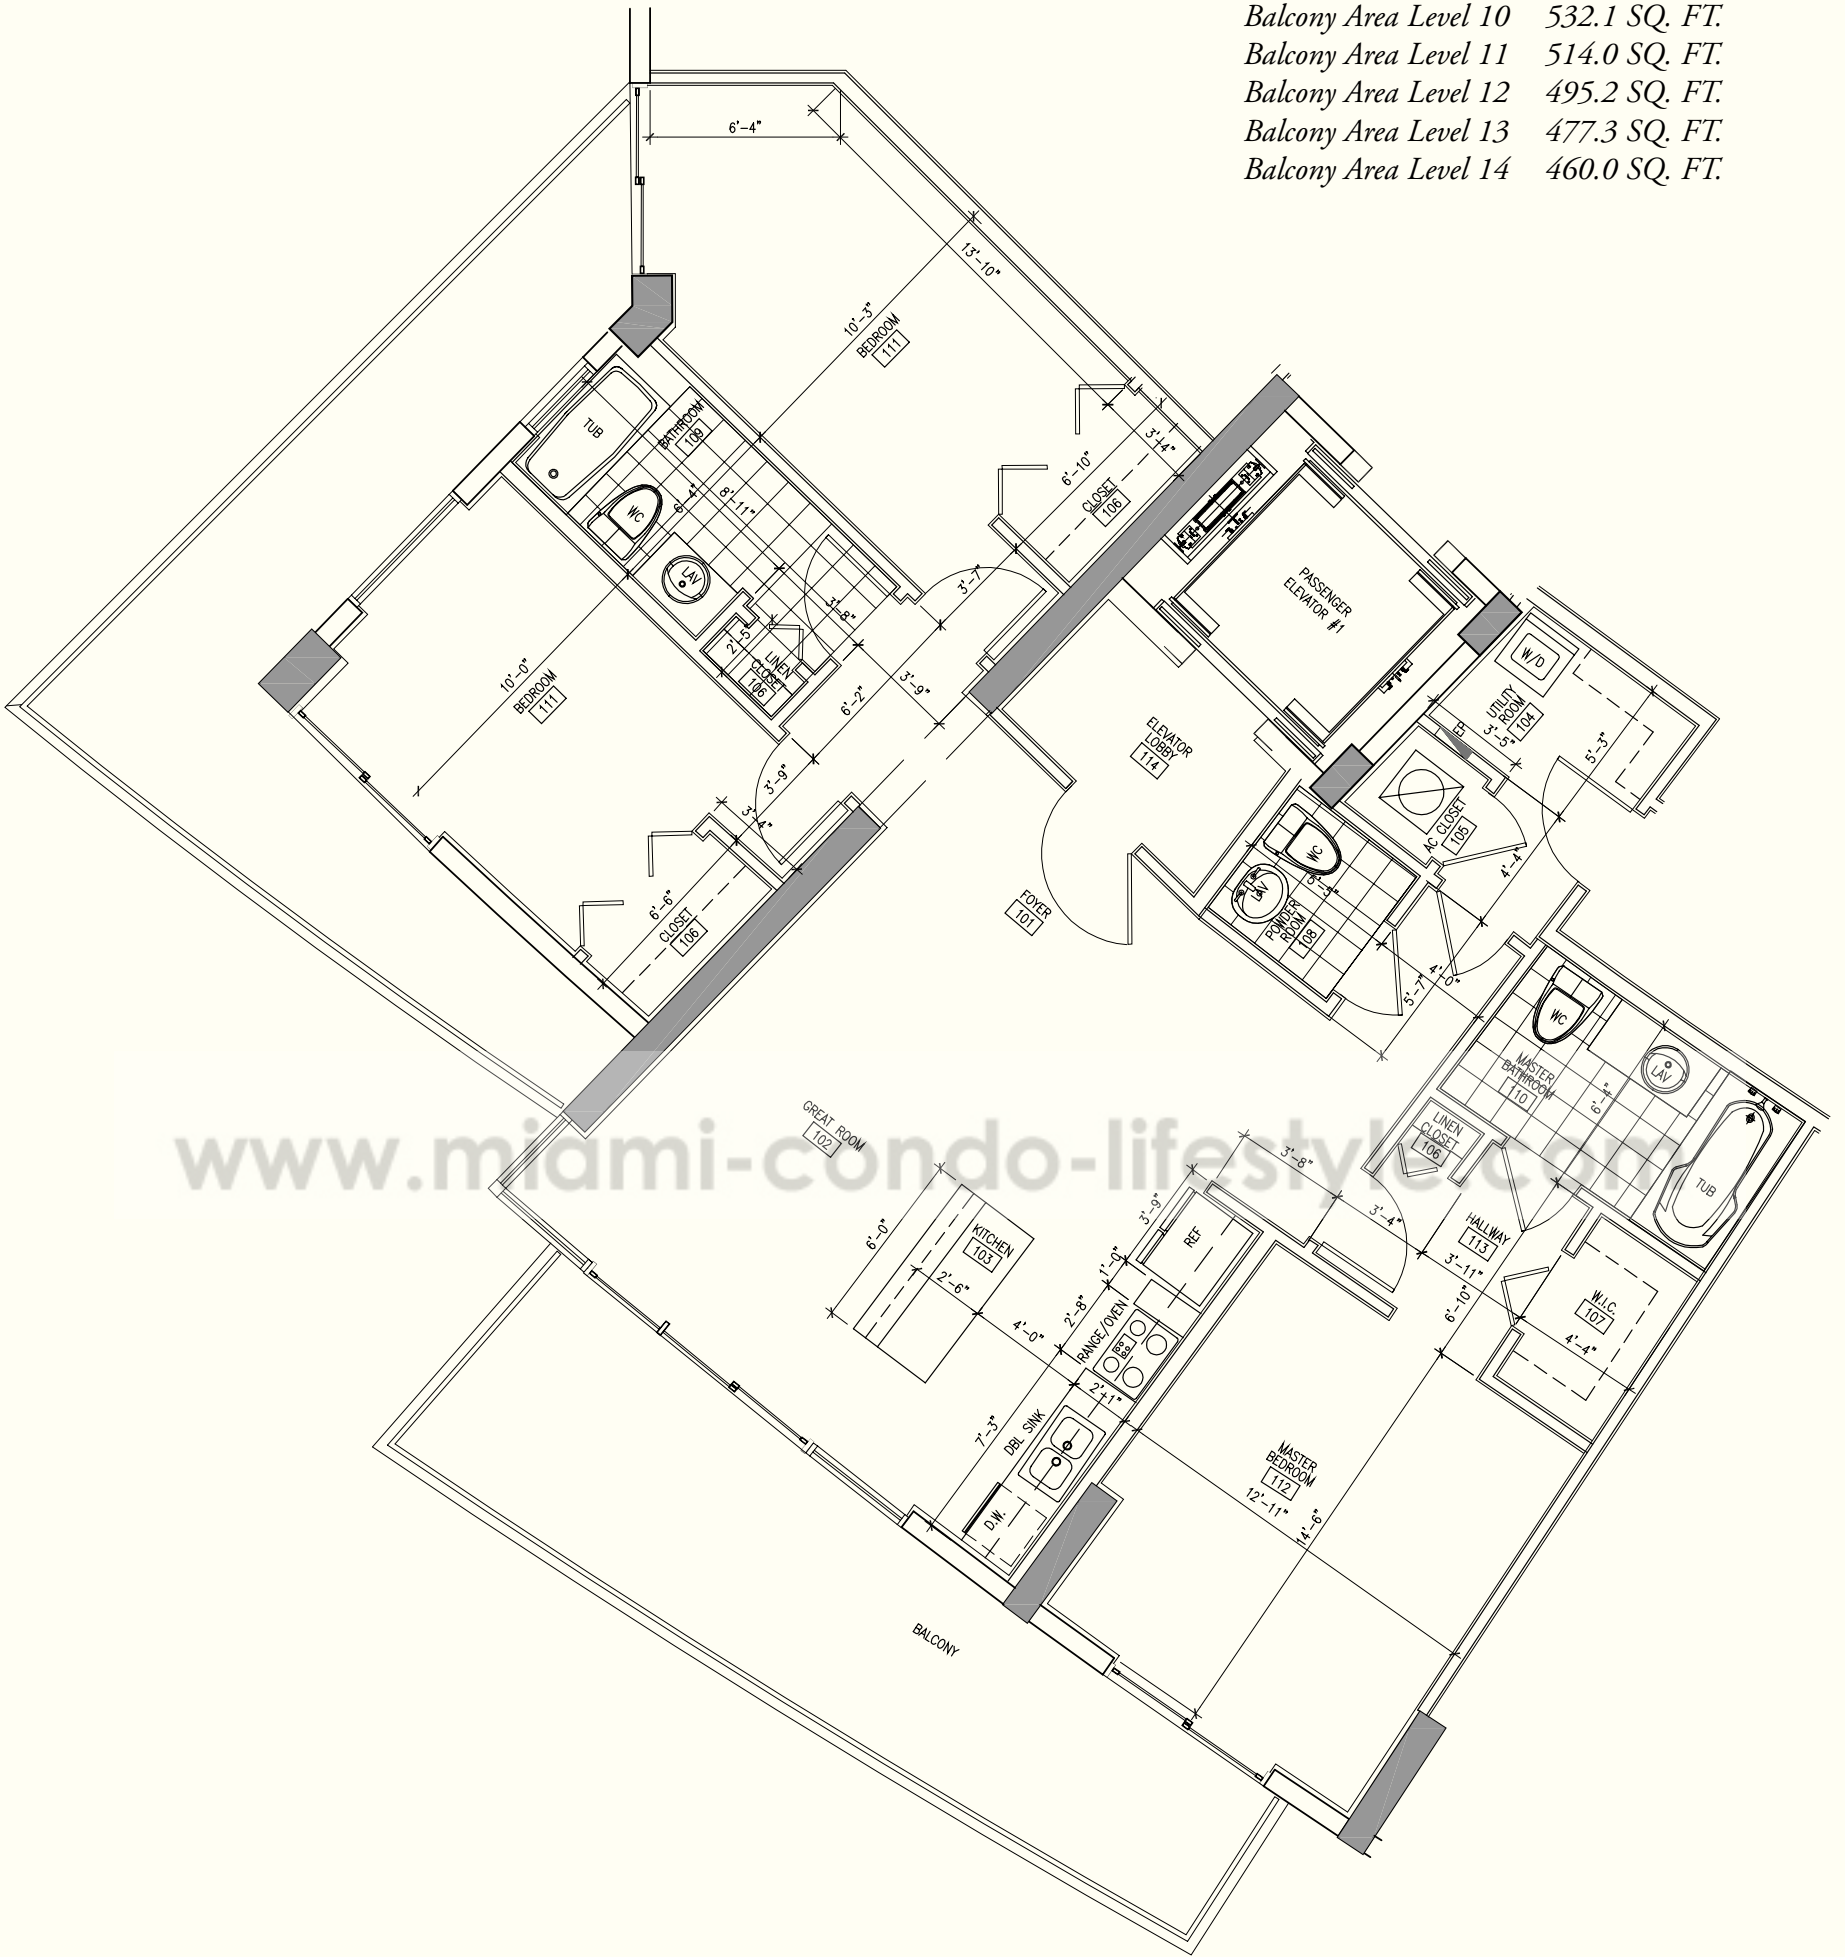 Balcony Area Level 10 532.1 SQ. FT.
Balcony Area Level 11 514.0 SQ. FT.
Balcony Area Level 12 495.2 SQ. FT.
Balcony Area Level 13 477.3 SQ. FT.
Balcony Area Level 14 460.0 SQ. FT.
6'-4"
13'-10"
10'-3"
BEDROOM
111
TUB
BATHROOM
109
6'-4"
8'-11"
WC
LAV
3'-4"
6'-10"
CLOSET
106
3'-7"
3'-8"
2'-5
LINEN
CLOSET
106
3'-9"
6'-2"
10'-0"
BEDROOM
111
3'-9"
3'-4"
6'-6"
CLOSET
106
PASSENGER
ELEVATOR #1
ELEVATOR
LOBBY
114
W/D
UTILITY
ROOM
104
3'-5"
EP
5'-3"
AC CLOSET
105
4'-4"
WC
5'-5"
LAV
POWDER
ROOM
108
FOYER
101
4'-0"
5'-7"
WC
MASTER
BATHROOM
110
LAV
6'-4"
TUB
LINEN
CLOSET
106
GREAT ROOM
102
www.miami-condo-lifestyle.com
3'-8"
3'-4"
HALLWAY
113
3'-11"
6'-10"
W.I.C.
107
4'-4"
6'-0"
KITCHEN
103
2'-6"
3'-9"
REF
1'-0"
2'-8"
RANGE/OVEN
4'-0"
2'-1"
7'-3"
DBL SINK
D.W.
MASTER
BEDROOM
112
12'-11"
14'-6"
BALCONY